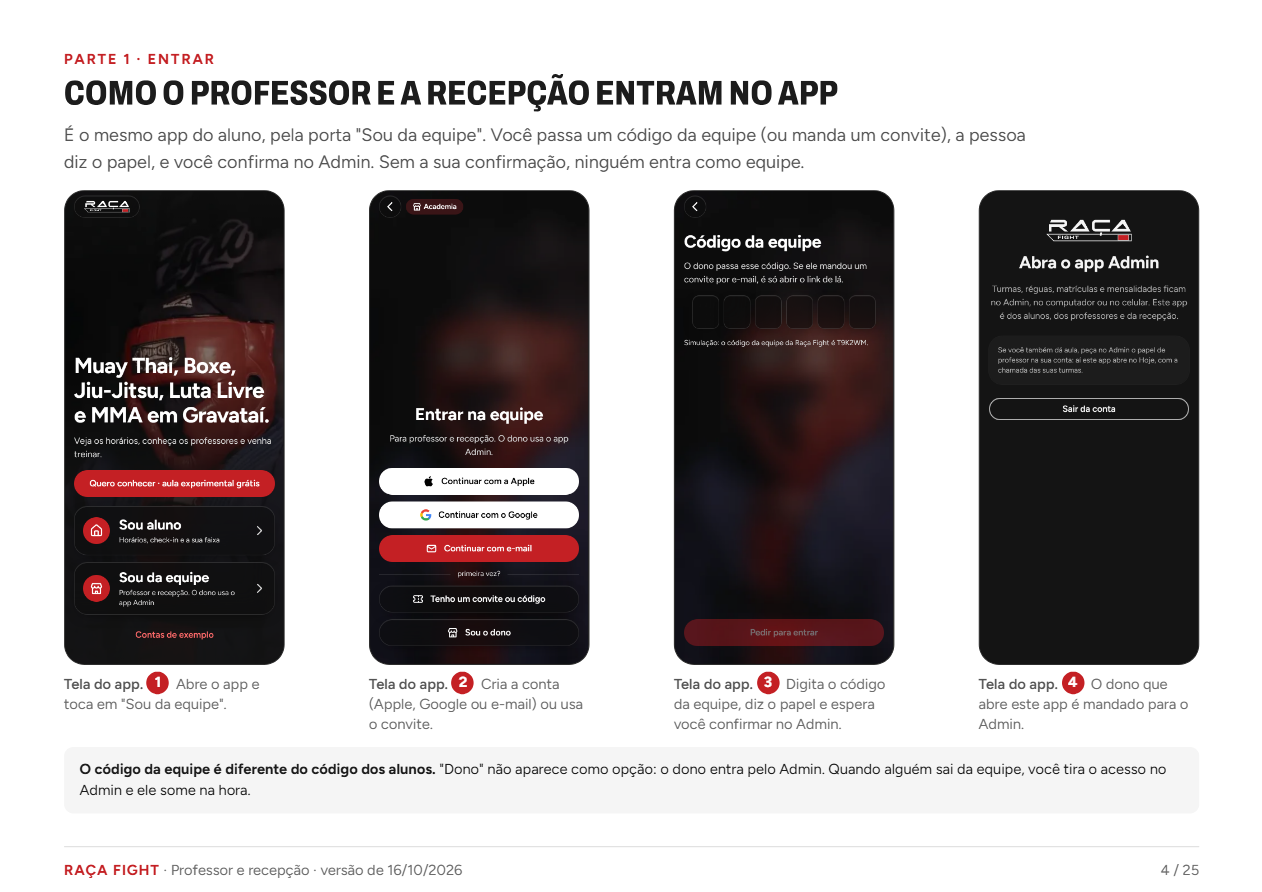 PARTE 1 · ENTRAR
COMO O PROFESSOR E A RECEPÇÃO ENTRAM NO APP
É o mesmo app do aluno, pela porta "Sou da equipe". Você passa um código da equipe (ou manda um convite), a pessoa
diz o papel, e você confirma no Admin. Sem a sua confirmação, ninguém entra como equipe.
RAÇA
FIGHT
Muay Thai, Boxe,
Jiu-Jitsu, Luta Livre
e MMA em Gravataí.
Veja os horários, conheça os professores e venha
treinar.
Quero conhecer · aula experimental grátis
Sou aluno
Horários, check-in e a sua faixa
Sou da equipe
Professor e recepção. O dono usa o
app Admin
Contas de exemplo
Tela do app. 1 Abre o app e
toca em "Sou da equipe".
Academia
Entrar na equipe
Para professor e recepção. O dono usa o app
Admin.
Continuar com a Apple
Continuar com o Google
Continuar com e-mail
primeira vez?
Tenho um convite ou código
Sou o dono
Tela do app. 2 Cria a conta
(Apple, Google ou e-mail) ou usa
o convite.
Código da equipe
O dono passa esse código. Se ele mandou um
convite por e-mail, é só abrir o link de lá.
Simulação: o código da equipe da Raça Fight é T9K2WM.
Pedir para entrar
Tela do app. 3 Digita o código
da equipe, diz o papel e espera
você confirmar no Admin.
RAÇA
FIGHT
Abra o app Admin
Turmas, réguas, matrículas e mensalidades ficam
no Admin, no computador ou no celular. Este app
é dos alunos, dos professores e da recepção.
Se você também dá aula, peça no Admin o papel de
professor na sua conta: aí este app abre no Hoje, com a
chamada das suas turmas.
Sair da conta
Tela do app. 4 O dono que
abre este app é mandado para o
Admin.
O código da equipe é diferente do código dos alunos. "Dono" não aparece como opção: o dono entra pelo Admin. Quando alguém sai da equipe, você tira o acesso no
Admin e ele some na hora.
RAÇA FIGHT · Professor e recepção · versão de 16/10/2026
4 / 25